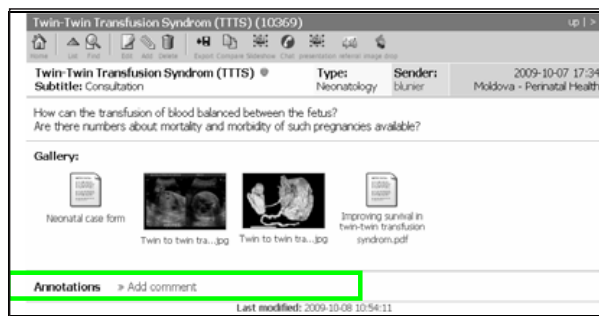 Twin-Twin Transfusion Syndrom (TTTS) (10369) up | >
Home List Find Edit Add Delete Export Compare Slideshow Chat presentation referral image drop
Twin-Twin Transfusion Syndrom (TTTS) Type: Sender: 2009-10-07 17:34
Subtitle: Consultation Neonatology blunier Moldova - Perinatal Health
How can the transfusion of blood balanced between the fetus?
Are there numbers about mortality and morbidity of such pregnancies available?
Gallery:
Neonatal case form
Twin to twin tra...jpg
Twin to twin tra...jpg
Improving survival in
twin-twin transfusion
syndrom.pdf
Annotations » Add comment
Last modified: 2009-10-08 10:54:11